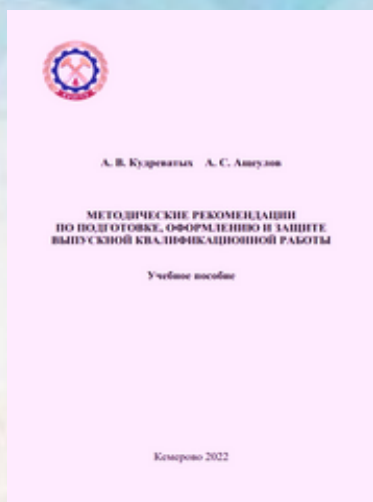 А. В. Кудреватых А. С. Ащеулов
МЕТОДИЧЕСКИЕ РЕКОМЕНДАЦИИ
ПО ПОДГОТОВКЕ, ОФОРМЛЕНИЮ И ЗАЩИТЕ
ВЫПУСКНОЙ КВАЛИФИКАЦИОННОЙ РАБОТЫ
Учебное пособие
Кемерово 2022